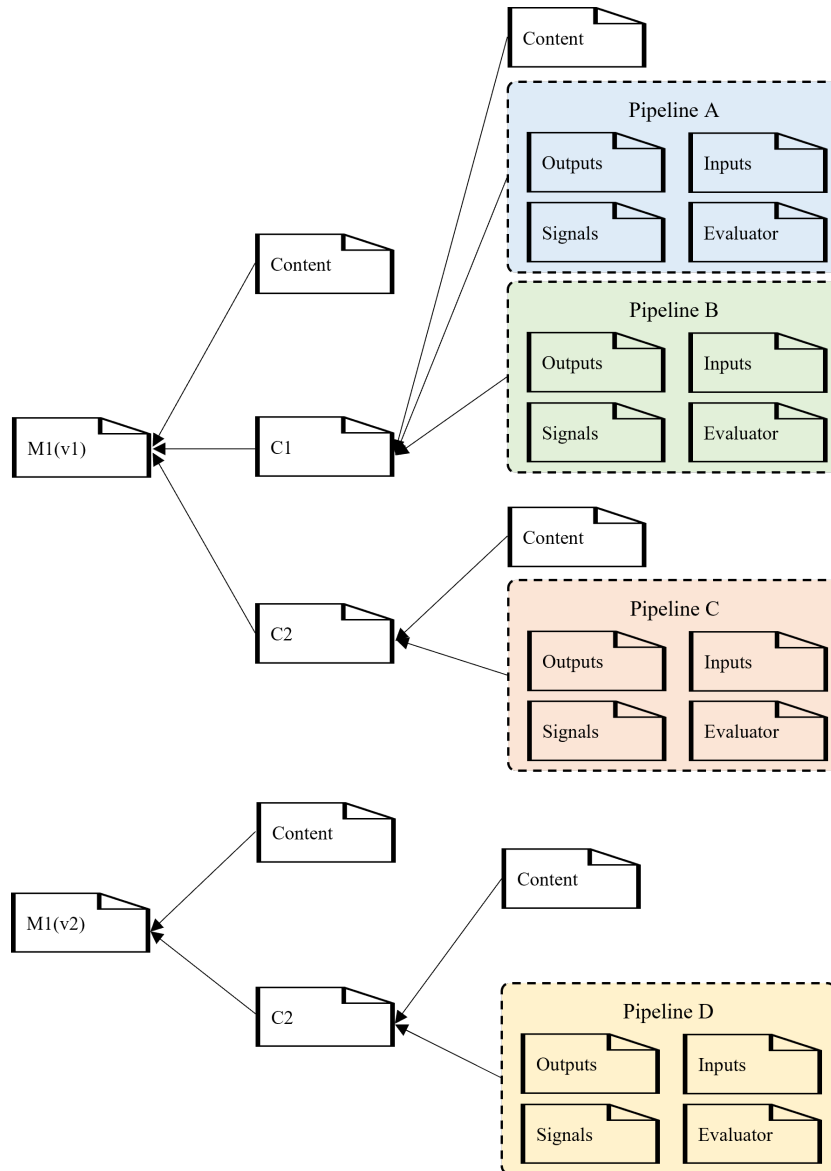 Content
Pipeline A
Outputs
Inputs
Signals
Evaluator
Content
Pipeline B
Outputs
Inputs
Signals
Evaluator
M1(v1)
C1
Content
C2
Pipeline C
Outputs
Inputs
Signals
Evaluator
Content
Content
M1(v2)
C2
Pipeline D
Outputs
Inputs
Signals
Evaluator